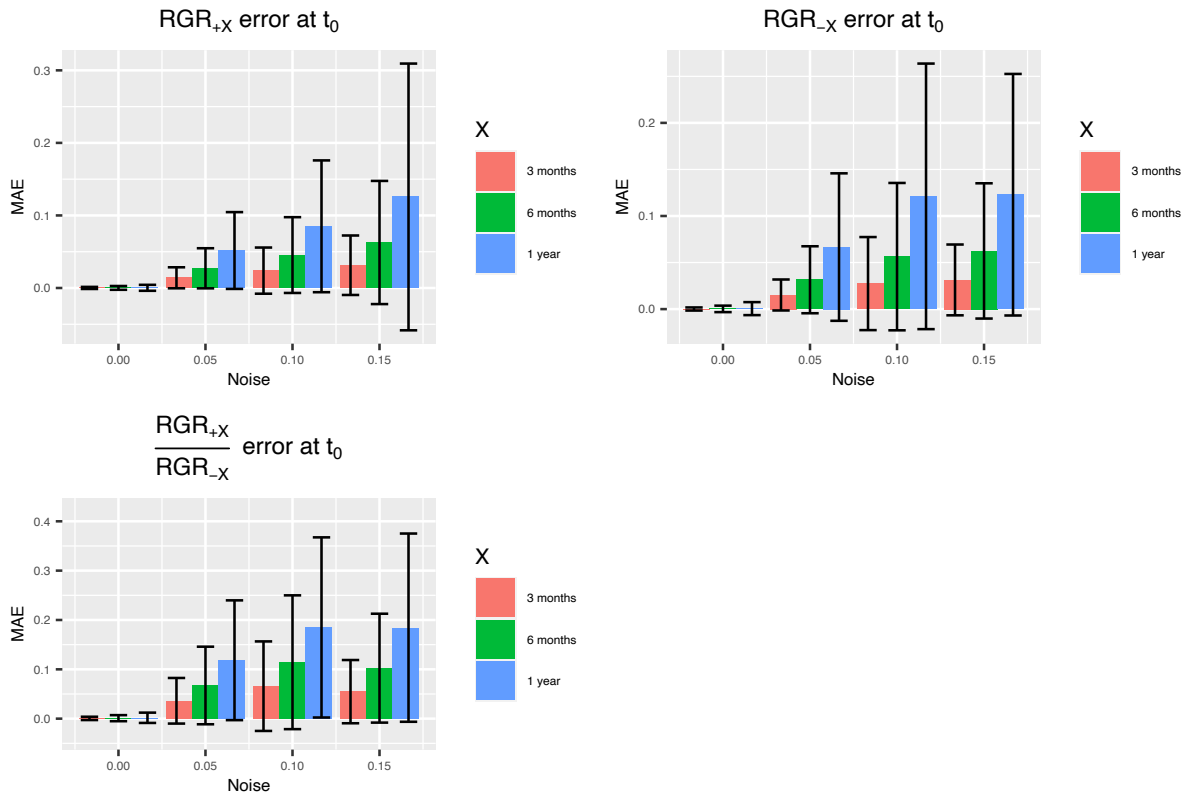 RGR+X error at t0
0.3
0.2
0.1
0.0
MAE
0.00
0.05
0.10
0.15
Noise
X
3 months
6 months
1 year
RGR−X error at t0
0.2
0.1
0.0
MAE
0.00
0.05
0.10
0.15
Noise
X
3 months
6 months
1 year
RGR+X
RGR−X
error at t0
0.4
0.3
0.2
0.1
0.0
MAE
0.00
0.05
0.10
0.15
Noise
X
3 months
6 months
1 year